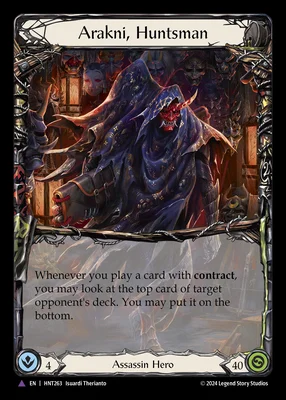 Arakni, Huntsman
Whenever you play a card with contract,
you may look at the top card of target
opponent's deck. You may put it on the
bottom.
4
Assassin Hero
40
EN | HNT263 Isuardi Therianto
© 2024 Legend Story Studios